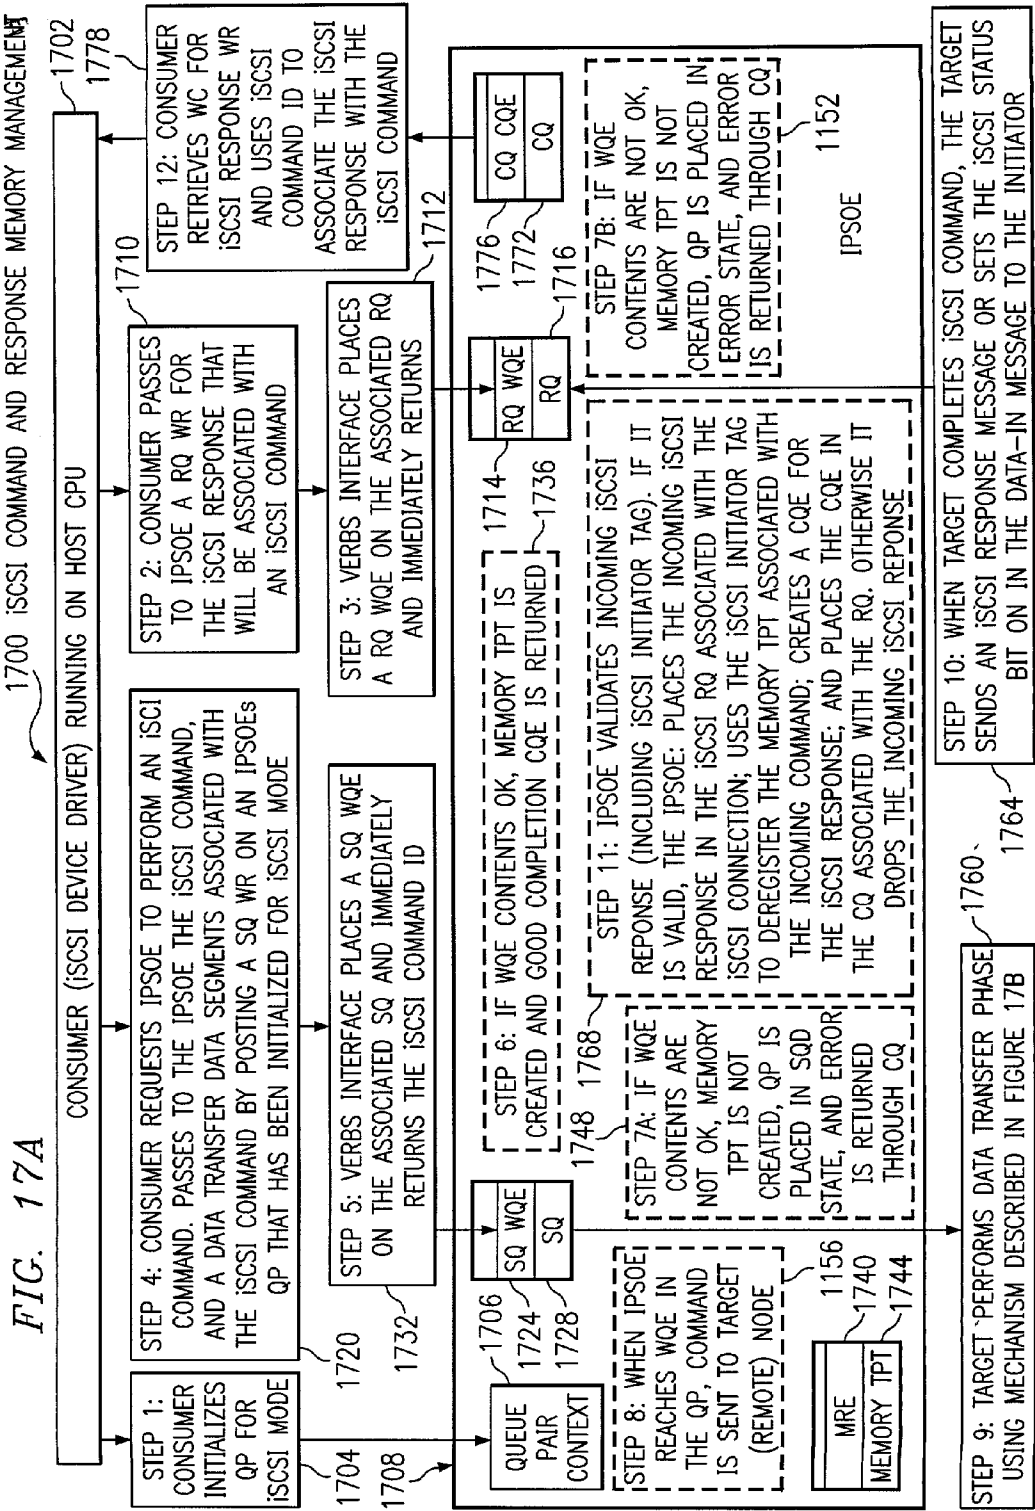 FIG. 17A
1700 iSCSI COMMAND AND RESPONSE MEMORY MANAGEMENT
CONSUMER (iSCSI DEVICE DRIVER) RUNNING ON HOST CPU
1702
STEP 1:
CONSUMER
INITIALIZES
QP FOR
iSCSI MODE
1704
STEP 4: CONSUMER REQUESTS IPSOE TO PERFORM AN iSCI
COMMAND. PASSES TO THE IPSOE THE iSCSI COMMAND,
AND A DATA TRANSFER DATA SEGMENTS ASSOCIATED WITH
THE iSCSI COMMAND BY POSTING A SQ WR ON AN IPSOEs
QP THAT HAS BEEN INITIALIZED FOR iSCSI MODE
1720
STEP 2: CONSUMER PASSES
TO IPSOE A RQ WR FOR
THE iSCSI RESPONSE THAT
WILL BE ASSOCIATED WITH
AN iSCSI COMMAND
1710
STEP 12: CONSUMER
RETRIEVES WC FOR
iSCSI RESPONSE WR
AND USES iSCSI
COMMAND ID TO
ASSOCIATE THE iSCSI
RESPONSE WITH THE
iSCSI COMMAND
1778
STEP 5: VERBS INTERFACE PLACES A SQ WQE
ON THE ASSOCIATED SQ AND IMMEDIATELY
RETURNS THE iSCSI COMMAND ID
1732
STEP 3: VERBS INTERFACE PLACES
A RQ WQE ON THE ASSOCIATED RQ
AND IMMEDIATELY RETURNS
1712
1708
QUEUE
PAIR
CONTEXT
1706
SQ WQE
SQ
1724
1728
STEP 6: IF WQE CONTENTS OK, MEMORY TPT IS
CREATED AND GOOD COMPLETION CQE IS RETURNED
1736
RQ WQE
RQ
1714
1716
CQ CQE
CQ
1776
1772
STEP 7B: IF WQE
CONTENTS ARE NOT OK,
MEMORY TPT IS NOT
CREATED, QP IS PLACED IN
ERROR STATE, AND ERROR
IS RETURNED THROUGH CQ
1152
IPSOE
STEP 8: WHEN IPSOE
REACHES WQE IN
THE QP, COMMAND
IS SENT TO TARGET
(REMOTE) NODE
1156
MRE
MEMORY TPT
1740
1744
STEP 7A: IF WQE
CONTENTS ARE
NOT OK, MEMORY
TPT IS NOT
CREATED, QP IS
PLACED IN SQD
STATE, AND ERROR
IS RETURNED
THROUGH CQ
1748
STEP 11: IPSOE VALIDATES INCOMING iSCSI
REPONSE (INCLUDING iSCSI INITIATOR TAG). IF IT
IS VALID, THE IPSOE: PLACES THE INCOMING iSCSI
RESPONSE IN THE iSCSI RQ ASSOCIATED WITH THE
iSCSI CONNECTION; USES THE iSCSI INITIATOR TAG
TO DEREGISTER THE MEMORY TPT ASSOCIATED WITH
THE INCOMING COMMAND; CREATES A CQE FOR
THE iSCSI RESPONSE; AND PLACES THE CQE IN
THE CQ ASSOCIATED WITH THE RQ. OTHERWISE IT
DROPS THE INCOMING iSCSI REPONSE
1768
STEP 9: TARGET PERFORMS DATA TRANSFER PHASE
USING MECHANISM DESCRIBED IN FIGURE 17B
1760
STEP 10: WHEN TARGET COMPLETES iSCSI COMMAND, THE TARGET
SENDS AN iSCSI RESPONSE MESSAGE OR SETS THE iSCSI STATUS
BIT ON IN THE DATA-IN MESSAGE TO THE INITIATOR
1764